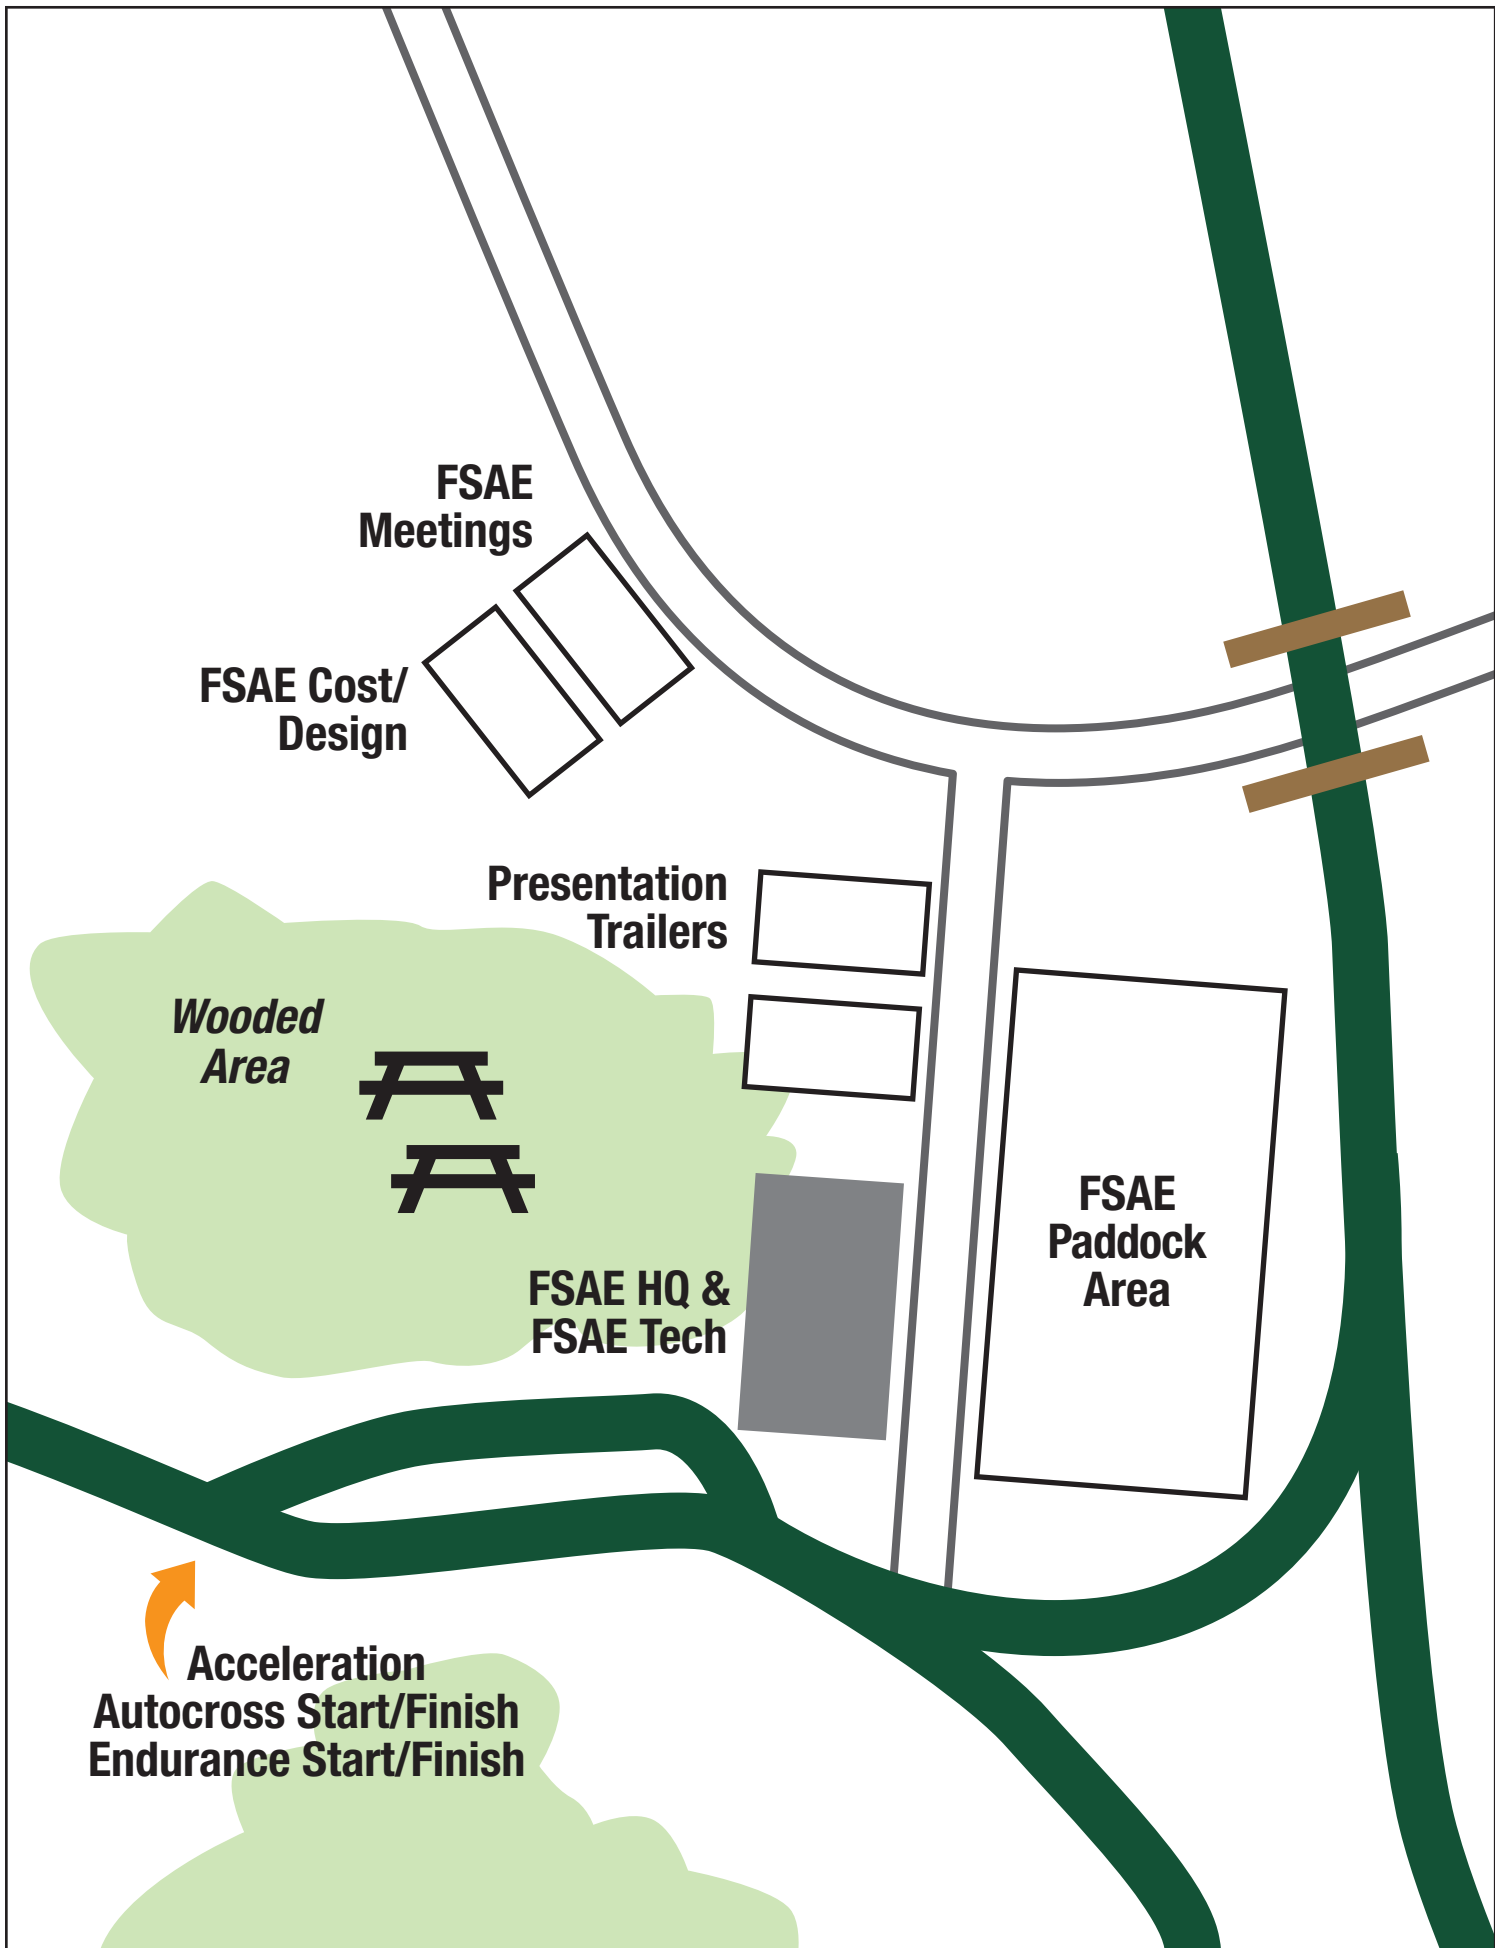 FSAE
Meetings
FSAE Cost/
Design
Presentation
Trailers
Wooded
Area
FSAE
Paddock
Area
FSAE HQ &
FSAE Tech
Acceleration
Autocross Start/Finish
Endurance Start/Finish